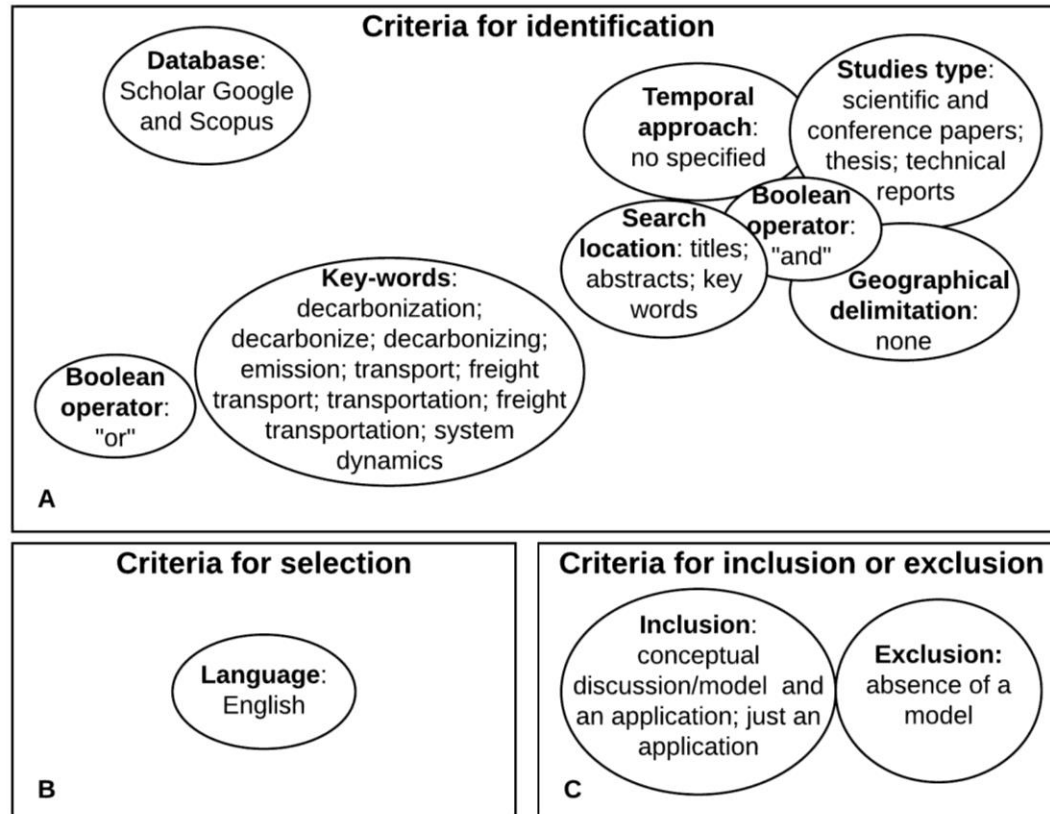 Criteria for identification
Database:
Scholar Google
and Scopus
Temporal
approach:
no specified
Studies type:
scientific and
conference papers;
thesis; technical
reports
Boolean
operator:
"and"
Search
location: titles;
abstracts; key
words
Geographical
delimitation:
none
Key-words:
decarbonization;
decarbonize; decarbonizing;
emission; transport; freight
transport; transportation; freight
transportation; system
dynamics
Boolean
operator:
"or"
A
Criteria for selection
Language:
English
B
Criteria for inclusion or exclusion
Inclusion:
conceptual
discussion/model and
an application; just an
application
Exclusion:
absence of a
model
C